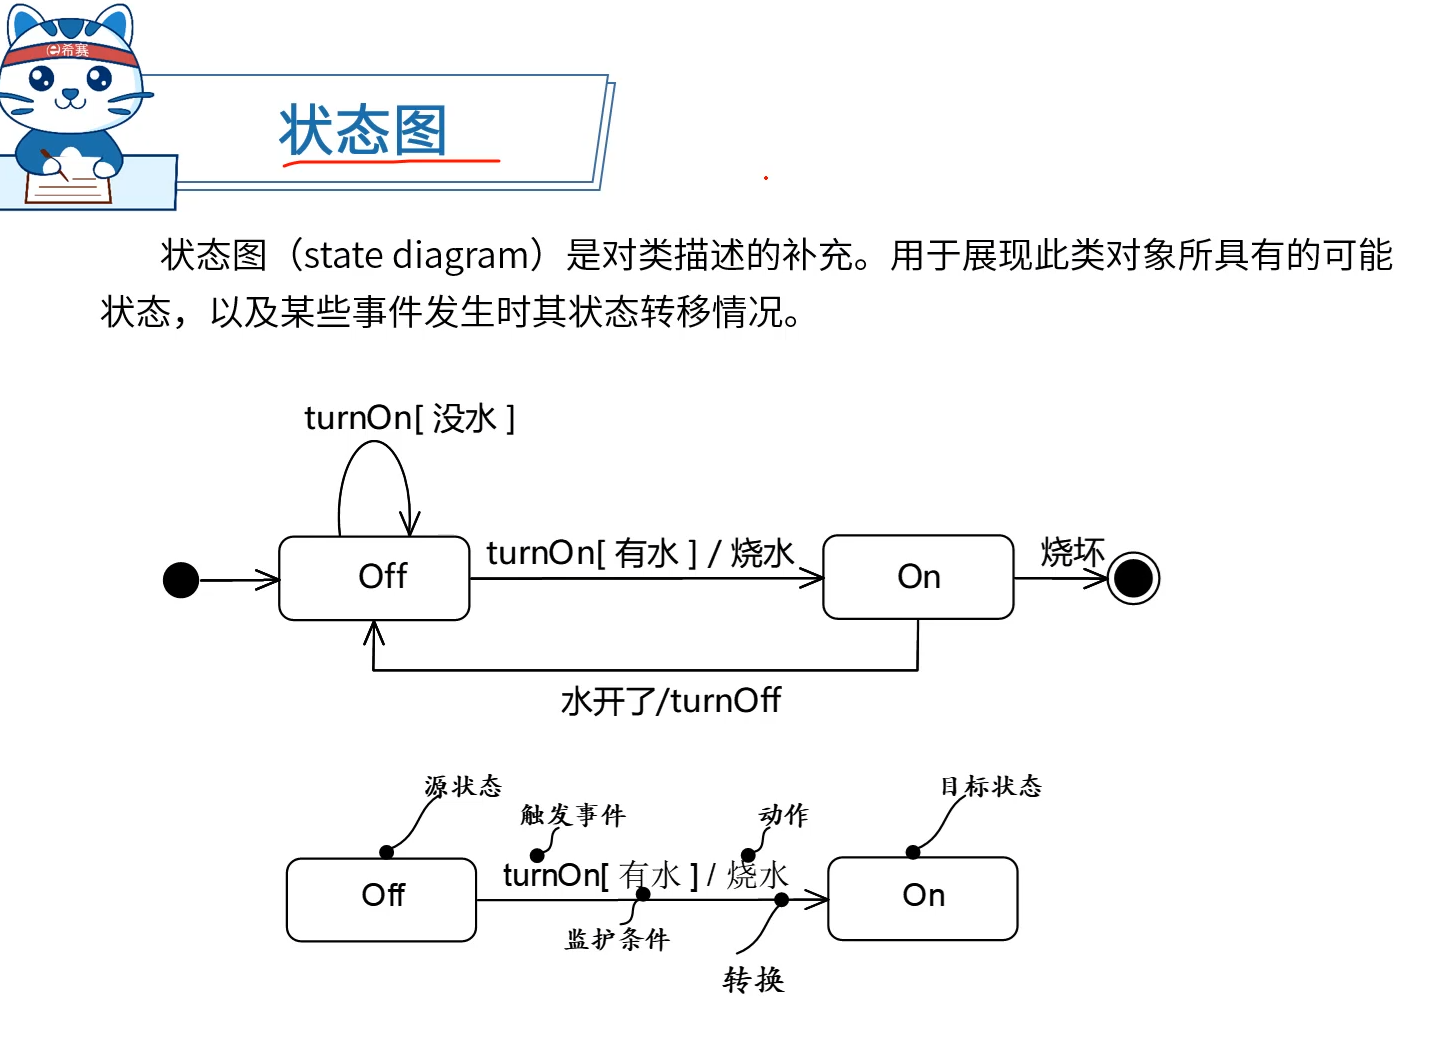 希赛
状态图
状态图（state diagram）是对类描述的补充。用于展现此类对象所具有的可能
状态，以及某些事件发生时其状态转移情况。
turnOn[ 没水 ]
Off
turnOn[ 有水 ] / 烧水
On
烧坏
水开了/turnOff
源状态
触发事件
动作
目标状态
Off
turnOn[ 有水 ] / 烧水
On
监护条件
转换